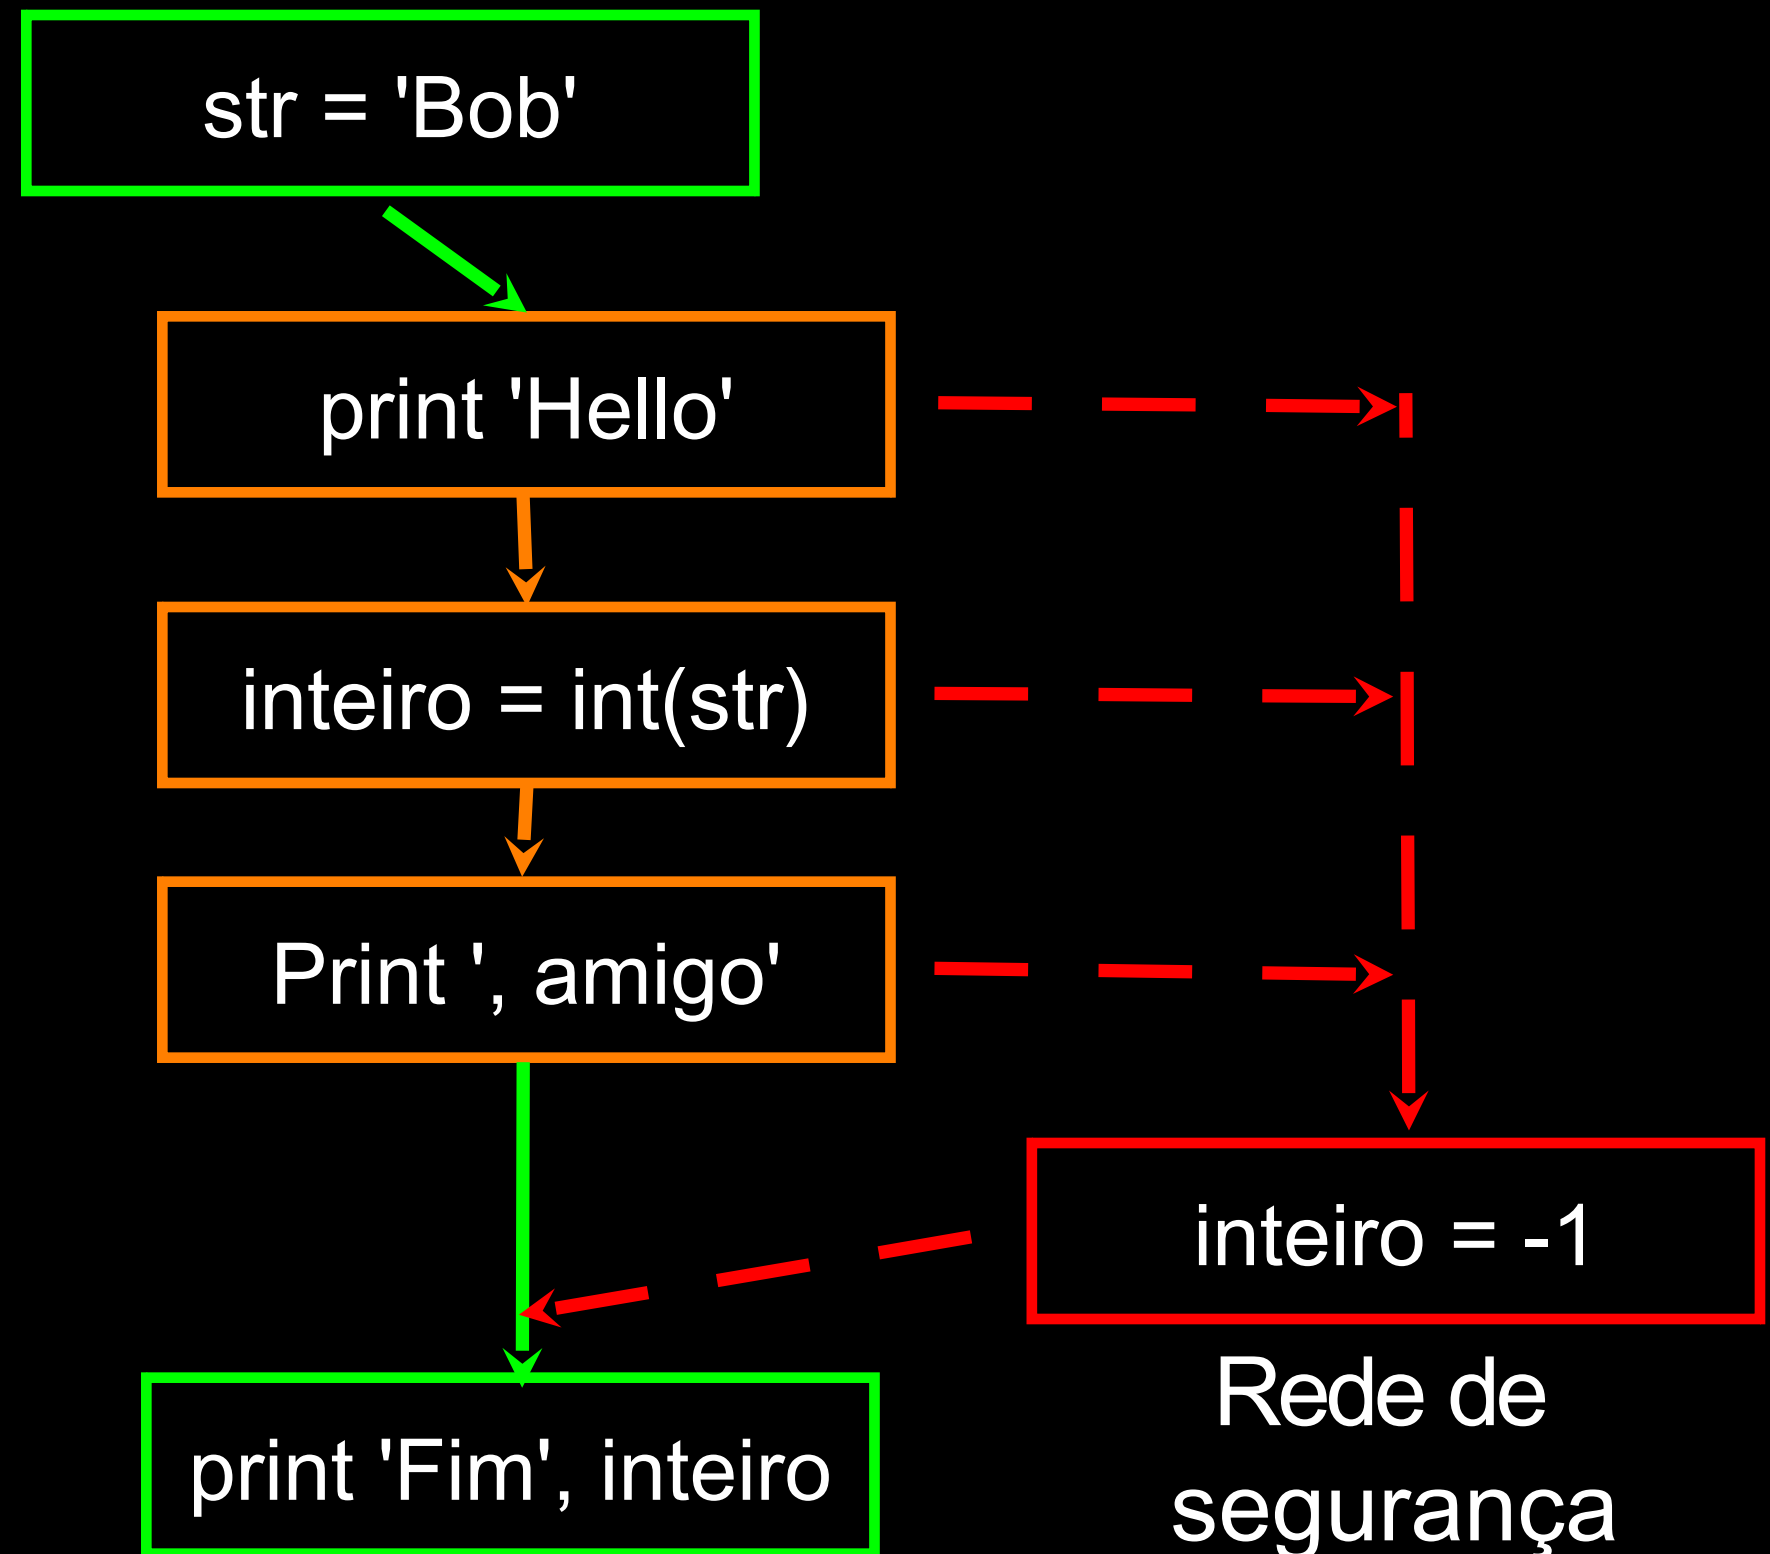 str = 'Bob'
print 'Hello'
inteiro = int(str)
Print ', amigo'
inteiro = -1
Rede de
segurança
print 'Fim', inteiro